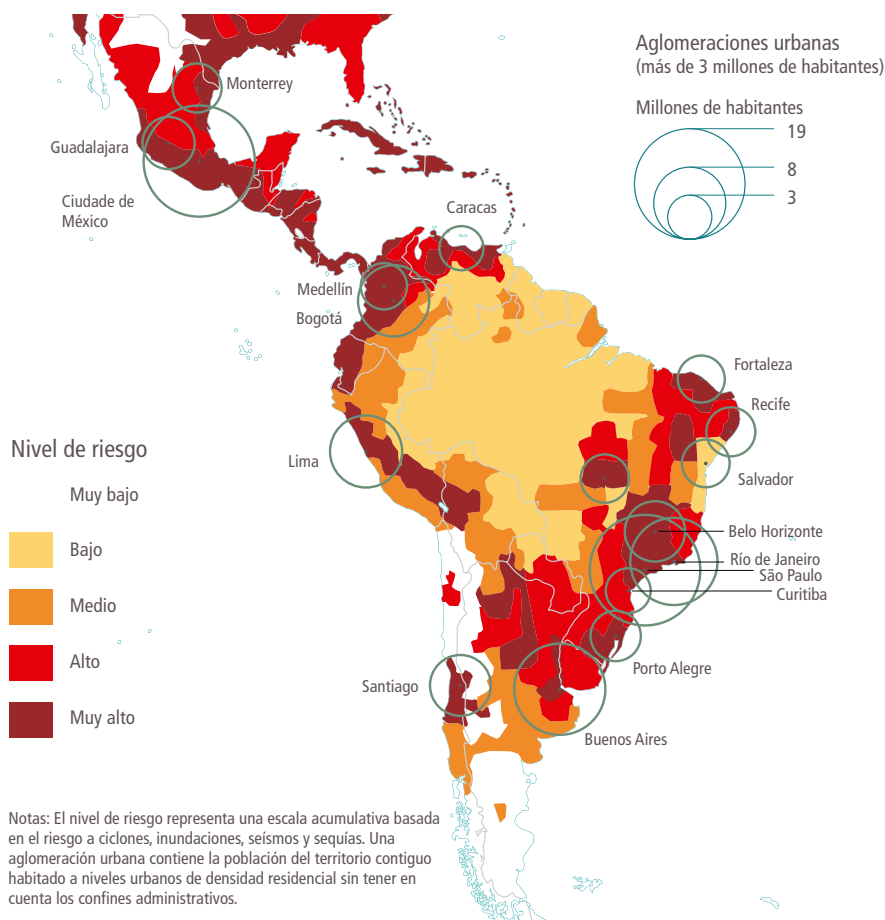 Aglomeraciones urbanas
(más de 3 millones de habitantes)
Millones de habitantes
19
8
3
Monterrey
Guadalajara
Ciudade de
México
Caracas
Medellín
Bogotá
Fortaleza
Recife
Lima
Salvador
Belo Horizonte
Río de Janeiro
São Paulo
Curitiba
Porto Alegre
Santiago
Buenos Aires
Nivel de riesgo
Muy bajo
Bajo
Medio
Alto
Muy alto
Notas: El nivel de riesgo representa una escala acumulativa basada
en el riesgo a ciclones, inundaciones, seísmos y sequías. Una
aglomeración urbana contiene la población del territorio contiguo
habitado a niveles urbanos de densidad residencial sin tener en
cuenta los confines administrativos.